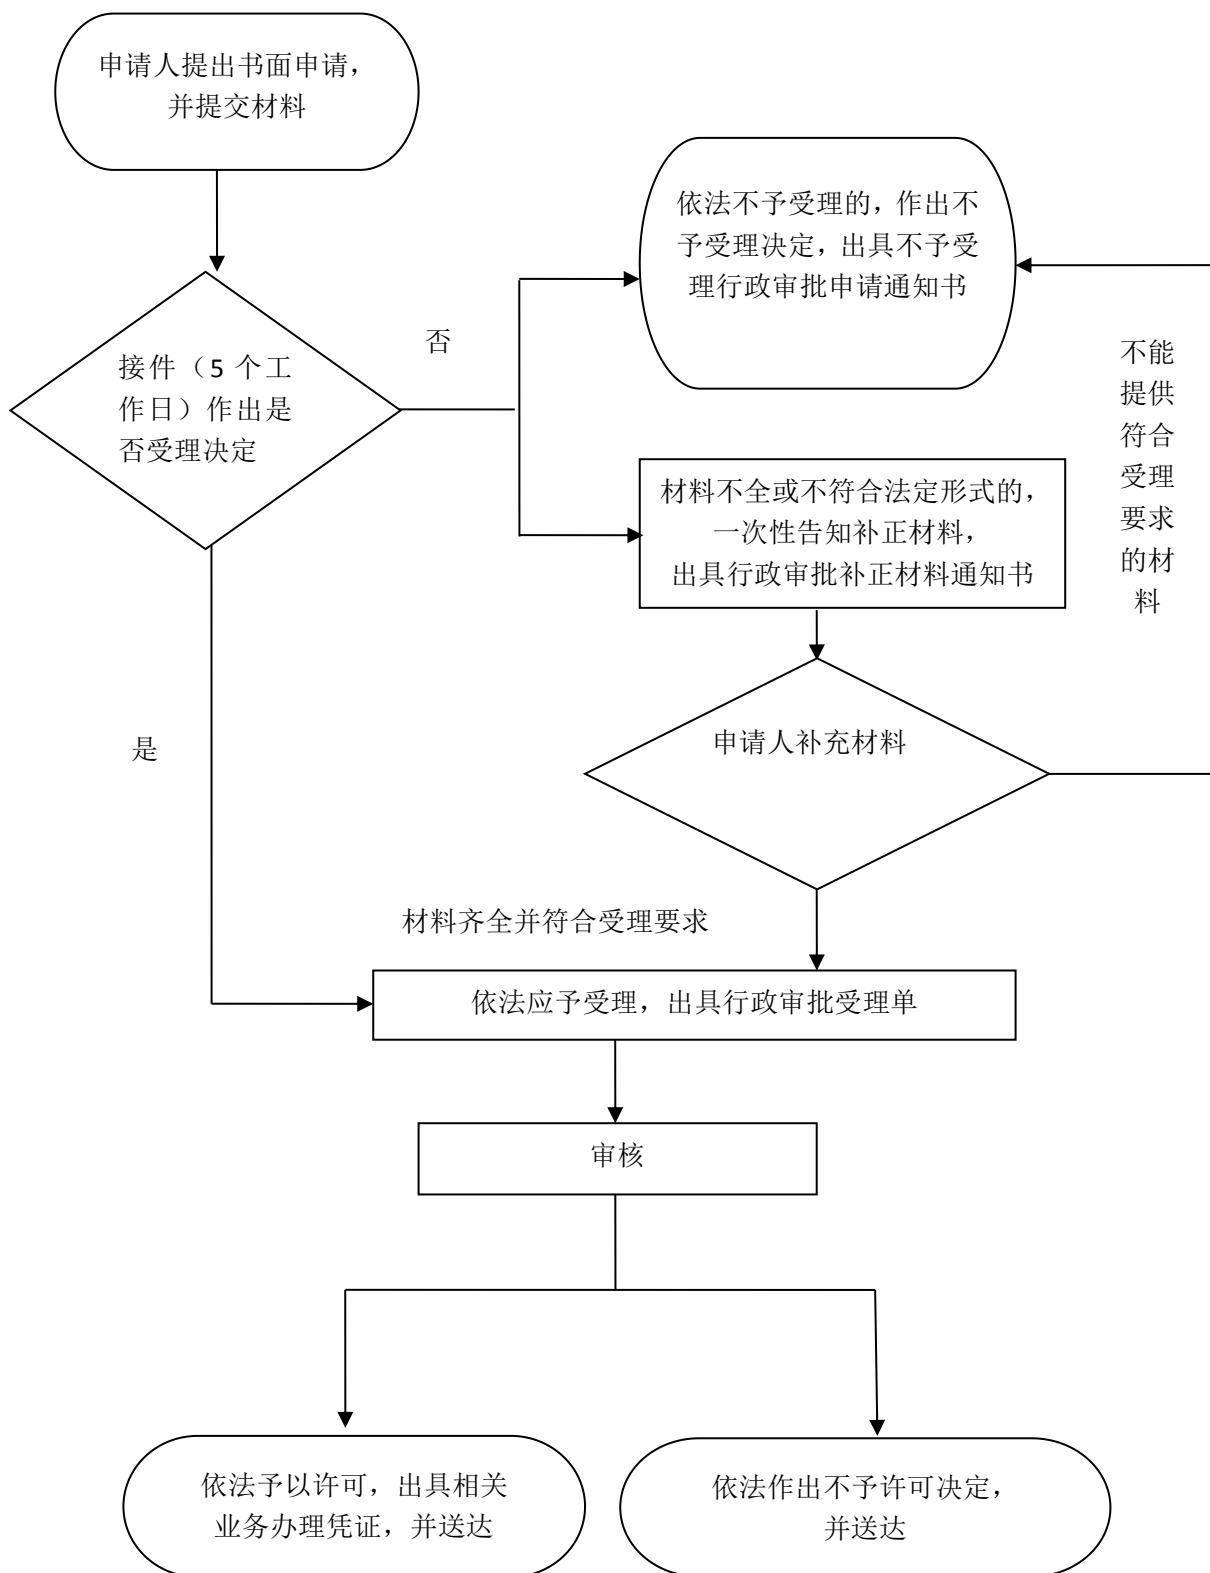 申请人提出书面申请，
并提交材料
依法不予受理的，作出不
予受理决定，出具不予受
理行政审批申请通知书
否
接件（5 个工
作日）作出是
否受理决定
不能
提供
符合
受理
要求
的材
料
材料不全或不符合法定形式的，
一次性告知补正材料，
出具行政审批补正材料通知书
是
申请人补充材料
材料齐全并符合受理要求
依法应予受理，出具行政审批受理单
审核
依法予以许可，出具相关
业务办理凭证，并送达
依法作出不予许可决定，
并送达